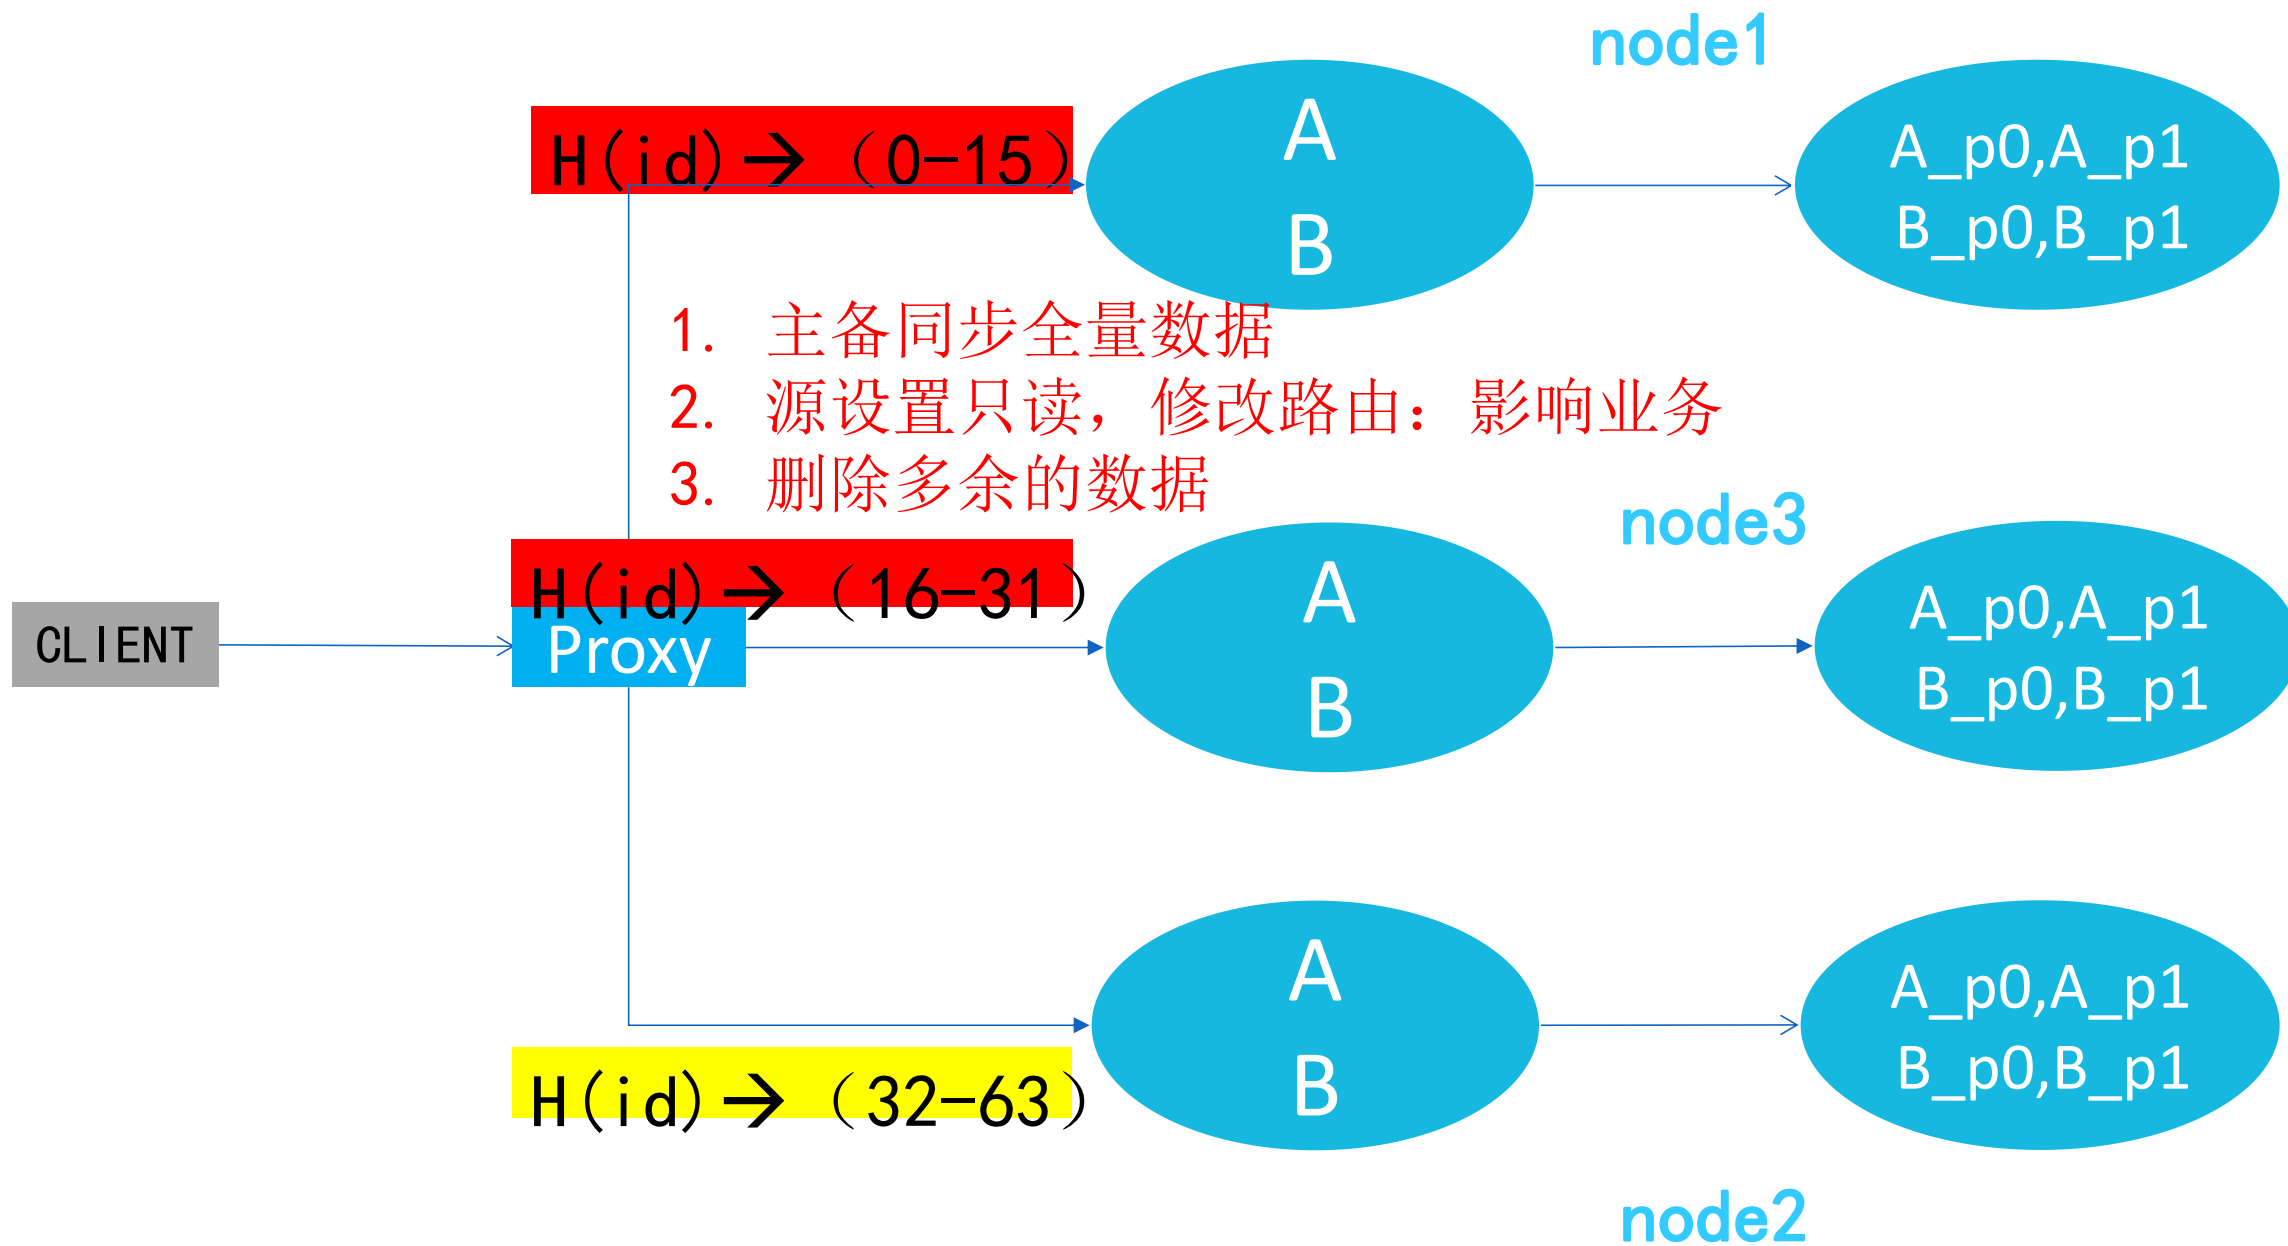 node1
H(id)→（0-15）
A
B
A_p0,A_p1
B_p0,B_p1
1. 主备同步全量数据
2. 源设置只读，修改路由：影响业务
3. 删除多余的数据
node3
H(id)→（16-31）
CLIENT
Proxy
A
B
A_p0,A_p1
B_p0,B_p1
A
B
A_p0,A_p1
B_p0,B_p1
H(id)→（32-63）
node2